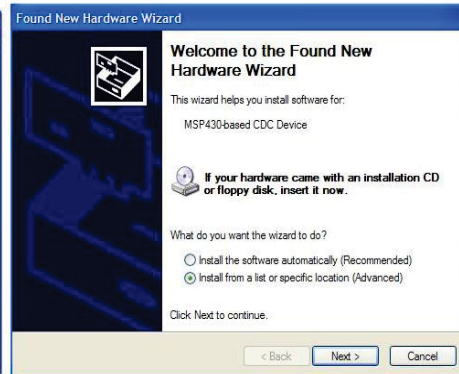 Found New Hardware Wizard
Welcome to the Found New
Hardware Wizard
This wizard helps you install software for:
MSP430-based CDC Device
If your hardware came with an installation CD
or floppy disk, insert it now.
What do you want the wizard to do?
Install the software automatically (Recommended)
Install from a list or specific location (Advanced)
Click Next to continue.
< Back Next > Cancel